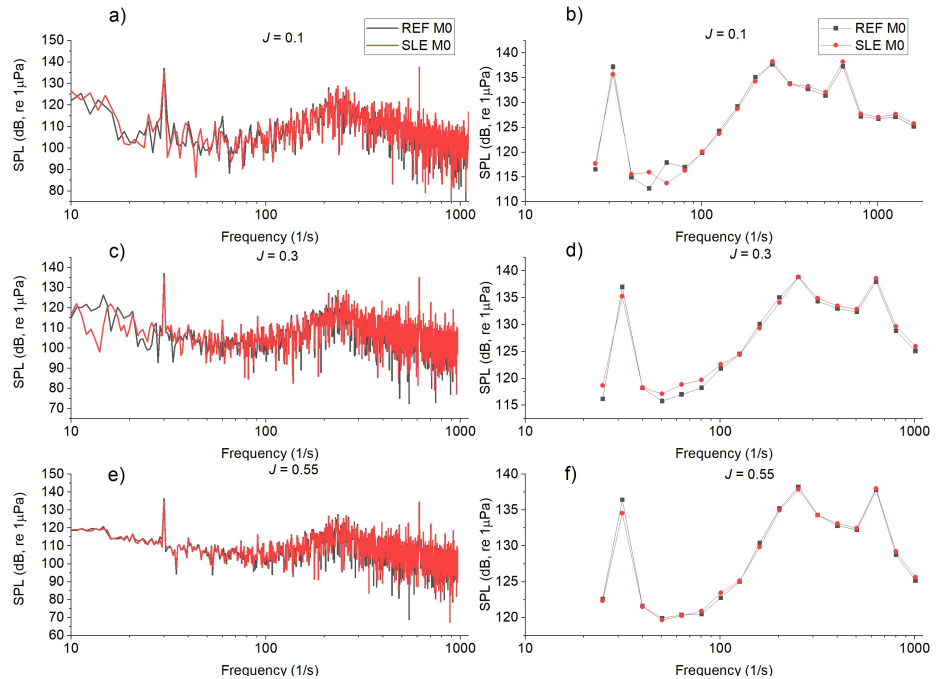 a)
J = 0.1
REF M0
SLE M0
150
140
130
120
110
100
90
80
SPL (dB, re 1μPa)
10
100
1000
Frequency (1/s)
b)
J = 0.1
REF M0
SLE M0
140
135
130
125
120
115
110
SPL (dB, re 1μPa)
10
100
1000
Frequency (1/s)
c)
J = 0.3
140
130
120
110
100
90
80
70
SPL (dB, re 1μPa)
10
100
1000
Frequency (1/s)
d)
J = 0.3
140
135
130
125
120
115
SPL (dB, re 1μPa)
10
100
1000
Frequency (1/s)
e)
J = 0.55
140
130
120
110
100
90
80
70
60
SPL (dB, re 1μPa)
10
100
1000
Frequency (1/s)
f)
J = 0.55
140
135
130
125
120
SPL (dB, re 1μPa)
10
100
1000
Frequency (1/s)